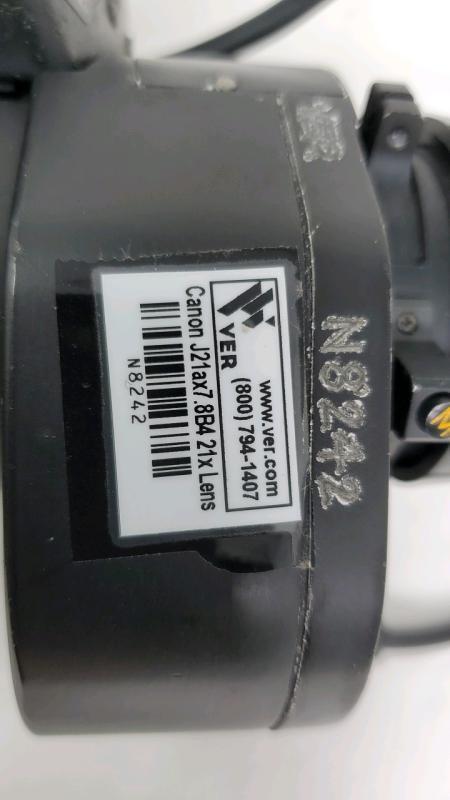 VER
www.ver.com
(800) 794-1407
Canon J21ax7.8B4 21x Lens
N8242
VER
N8242